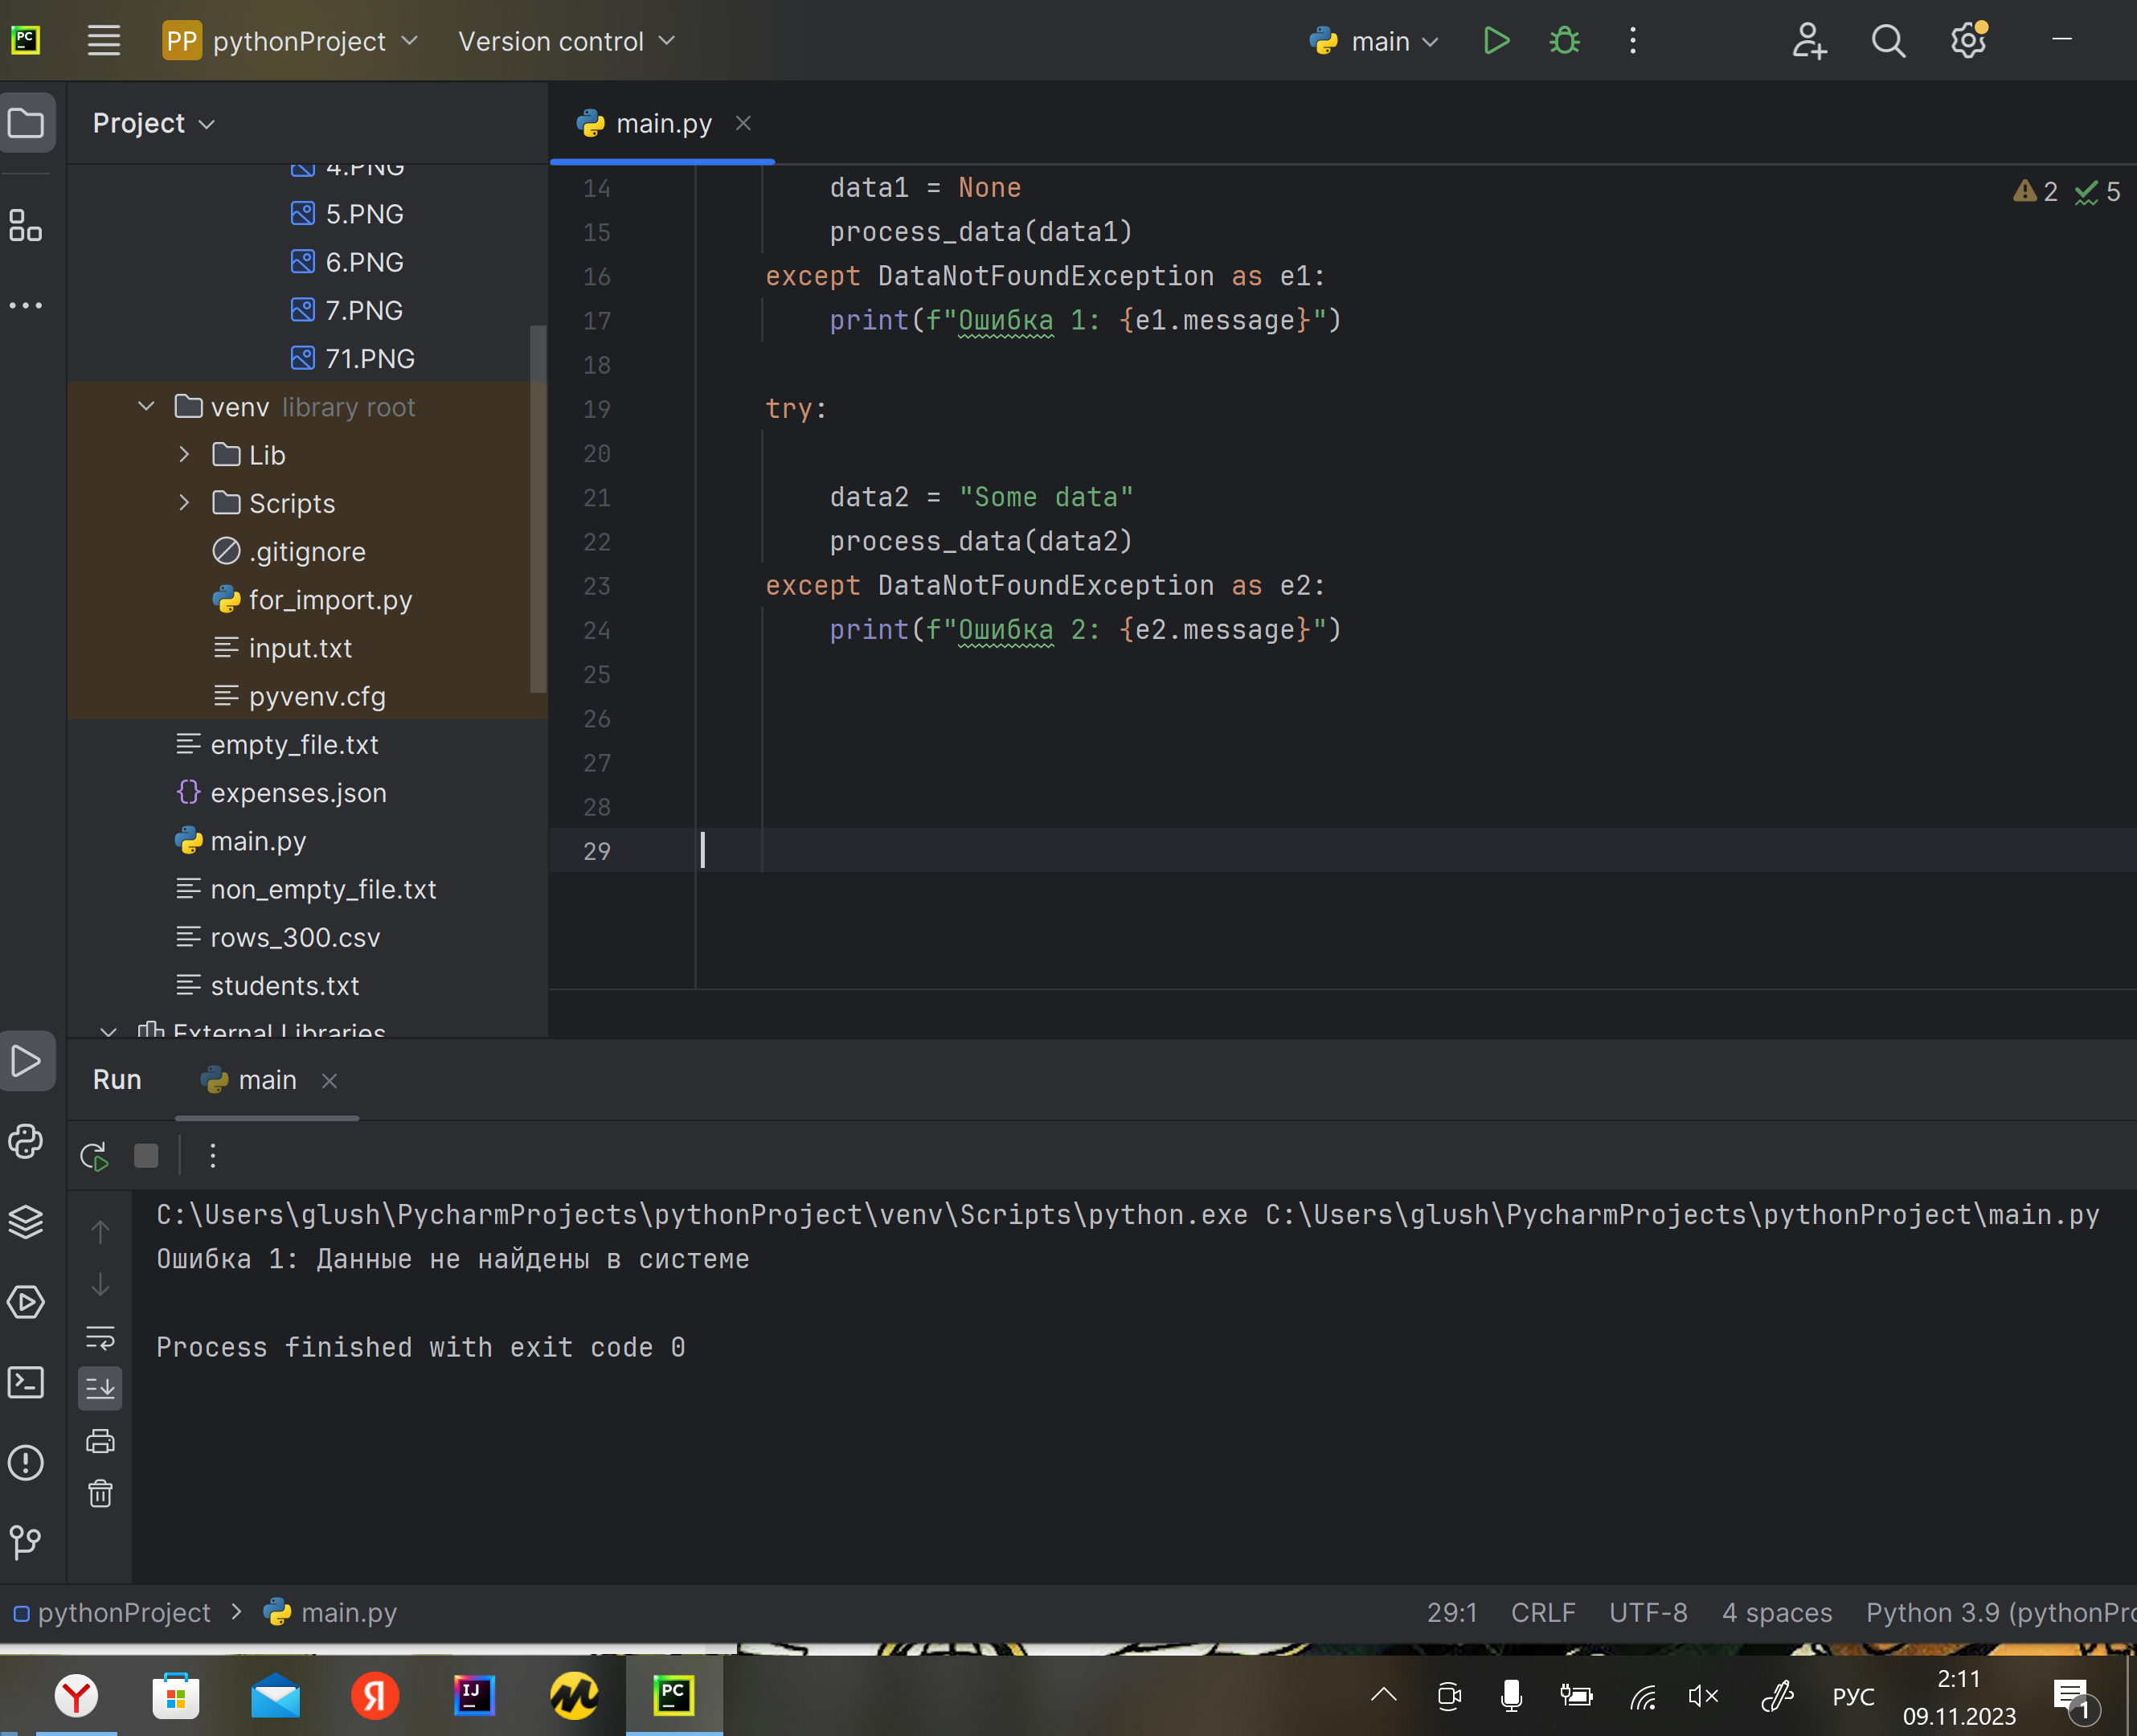 PC
PP pythonProject Version control main
Project
main.py
4.PNG
5.PNG
6.PNG
7.PNG
71.PNG
venv library root
Lib
Scripts
.gitignore
for_import.py
input.txt
pyvenv.cfg
empty_file.txt
expenses.json
main.py
non_empty_file.txt
rows_300.csv
students.txt
External Libraries
2 5
14 data1 = None
15 process_data(data1)
16 except DataNotFoundException as e1:
17 print(f"Ошибка 1: {e1.message}")
18
19 try:
20
21 data2 = "Some data"
22 process_data(data2)
23 except DataNotFoundException as e2:
24 print(f"Ошибка 2: {e2.message}")
25
26
27
28
29
Run main
C:\Users\glush\PycharmProjects\pythonProject\venv\Scripts\python.exe C:\Users\glush\PycharmProjects\pythonProject\main.py
Ошибка 1: Данные не найдены в системе
Process finished with exit code 0
pythonProject > main.py 29:1 CRLF UTF-8 4 spaces Python 3.9 (pythonPro
Я IJ PC РУС 2:11
09.11.2023
1